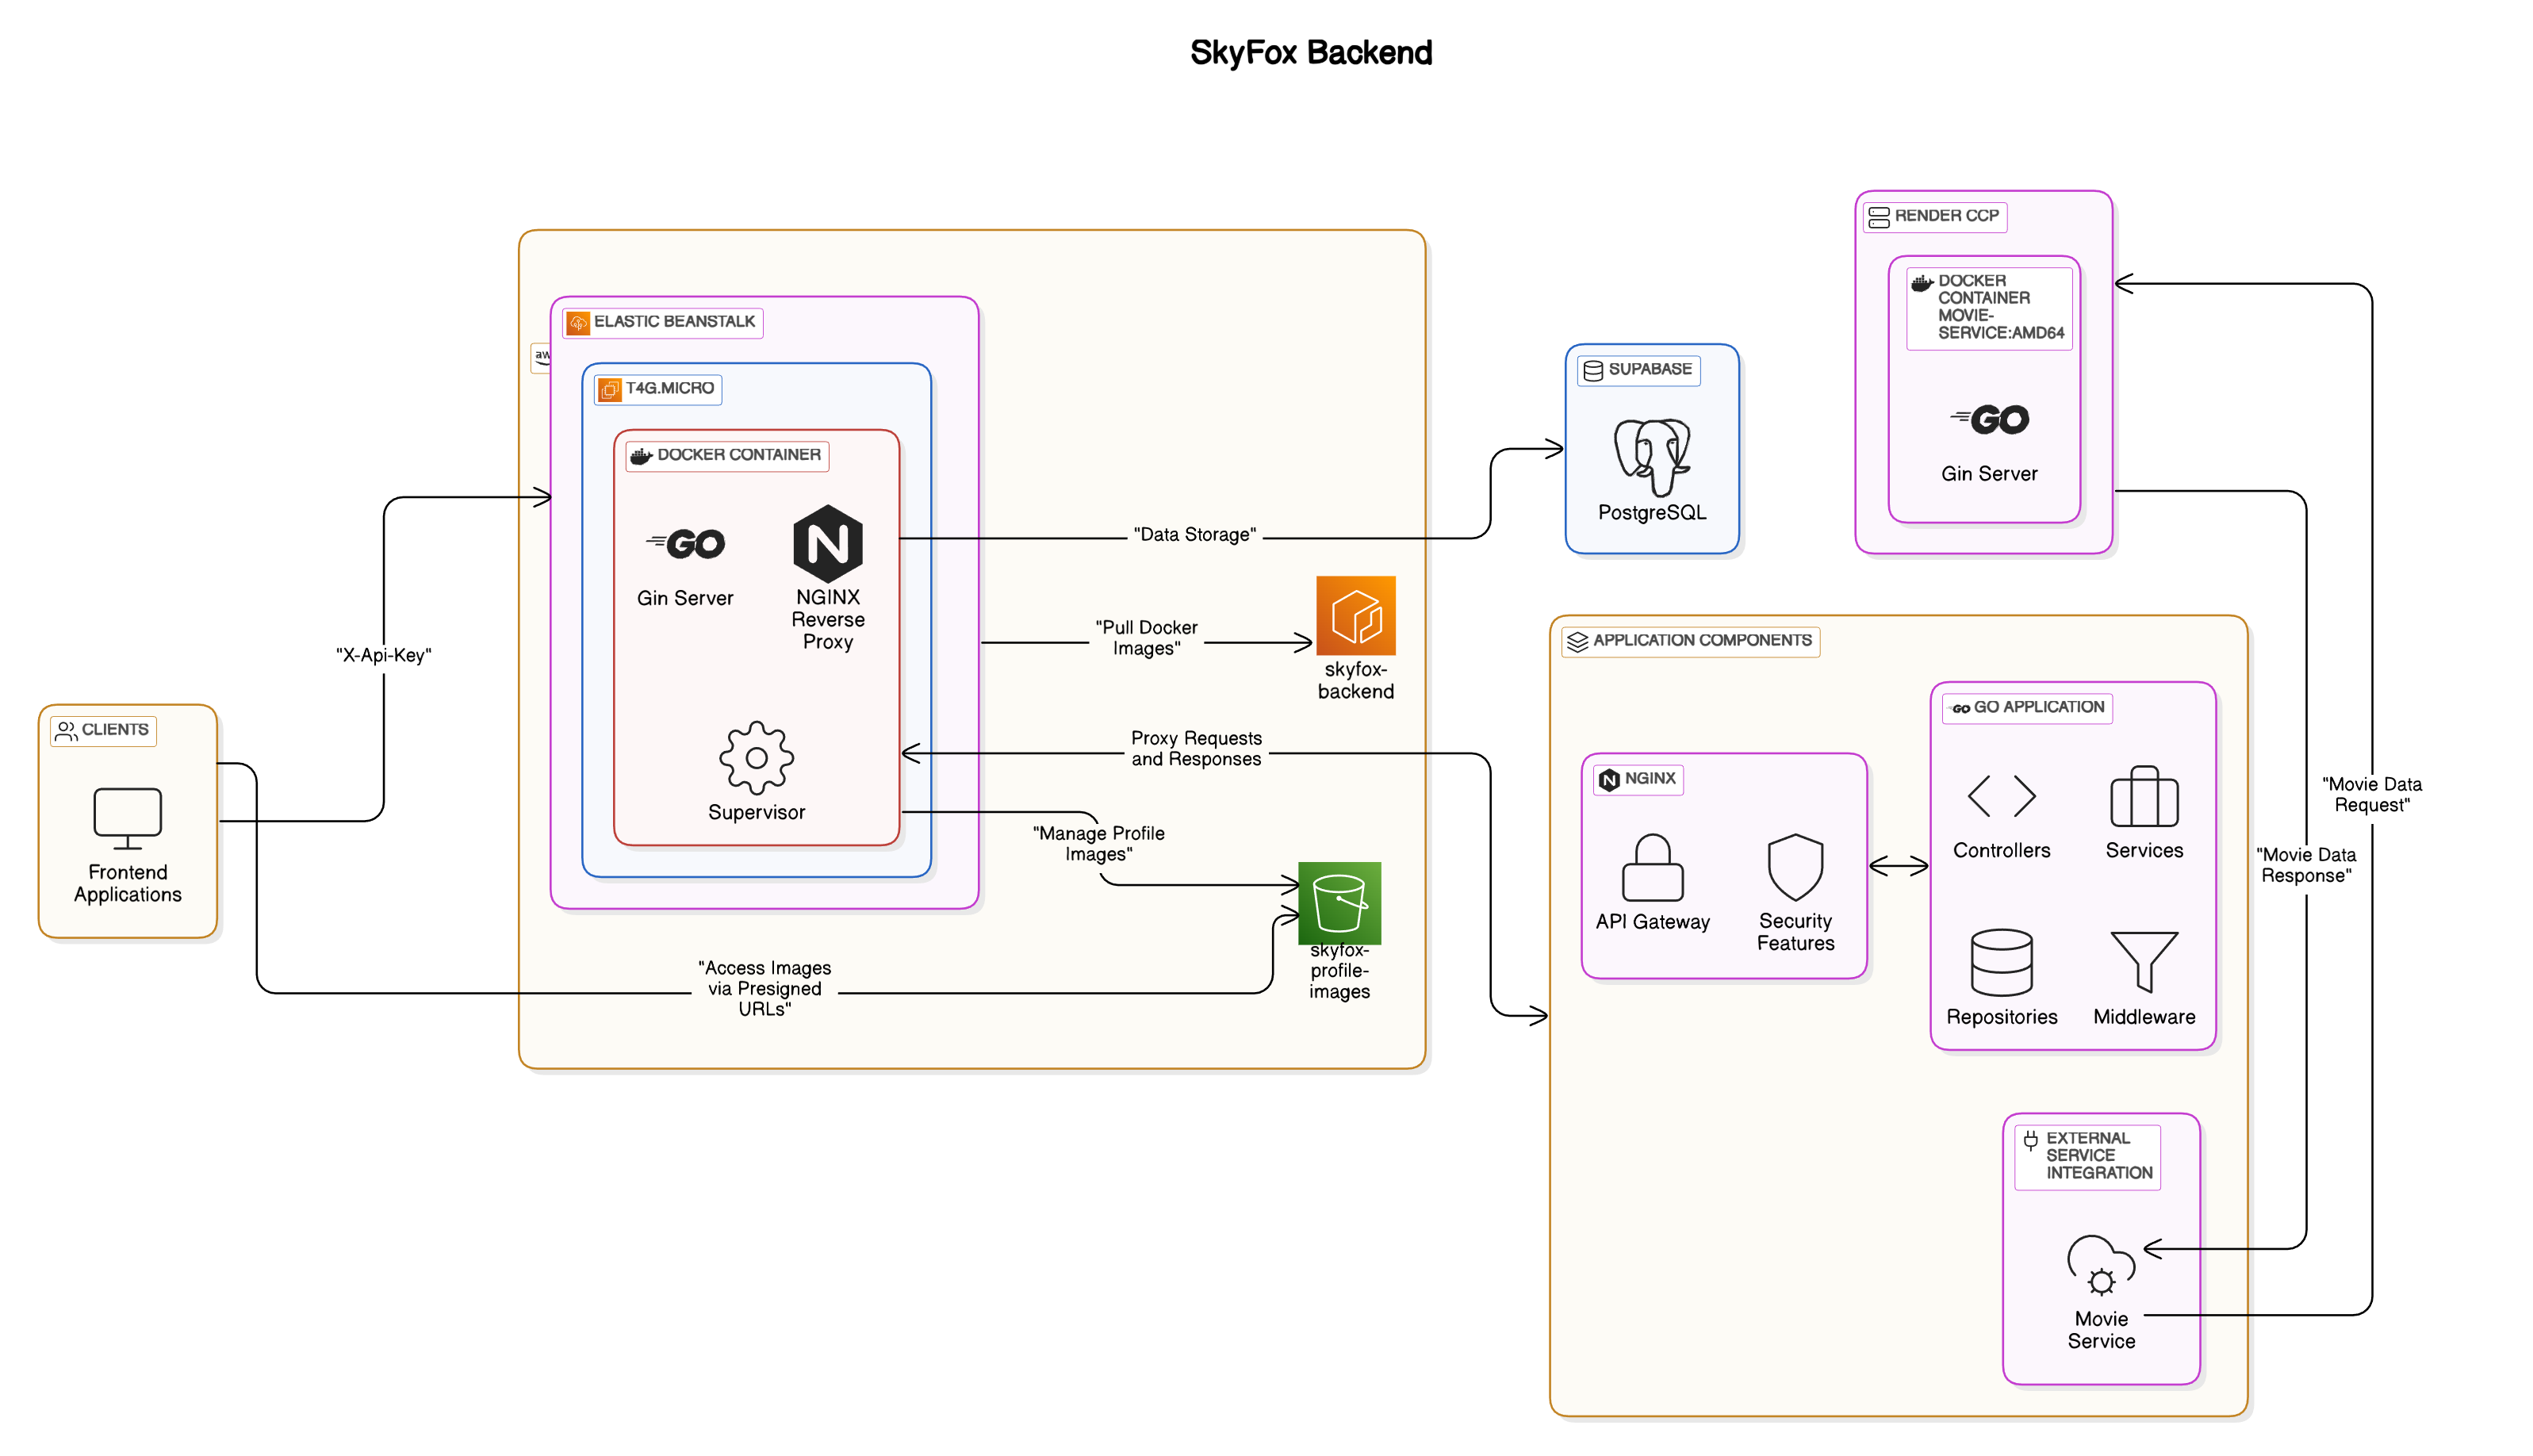 SkyFox Backend
RENDER CCP
DOCKER
CONTAINER
MOVIE-
SERVICE:AMD64
GO
Gin Server
ELASTIC BEANSTALK
T4G.MICRO
DOCKER CONTAINER
GO
Gin Server
N
NGINX
Reverse
Proxy
Supervisor
SUPABASE
PostgreSQL
"Data Storage"
"Pull Docker
Images"
skyfox-
backend
"X-Api-Key"
CLIENTS
Frontend
Applications
Proxy Requests
and Responses
"Manage Profile
Images"
skyfox-
profile-
images
"Access Images
via Presigned
URLs"
APPLICATION COMPONENTS
N NGINX
API Gateway
Security
Features
GO GO APPLICATION
Controllers
Services
Repositories
Middleware
"Movie Data
Request"
"Movie Data
Response"
EXTERNAL
SERVICE
INTEGRATION
Movie
Service